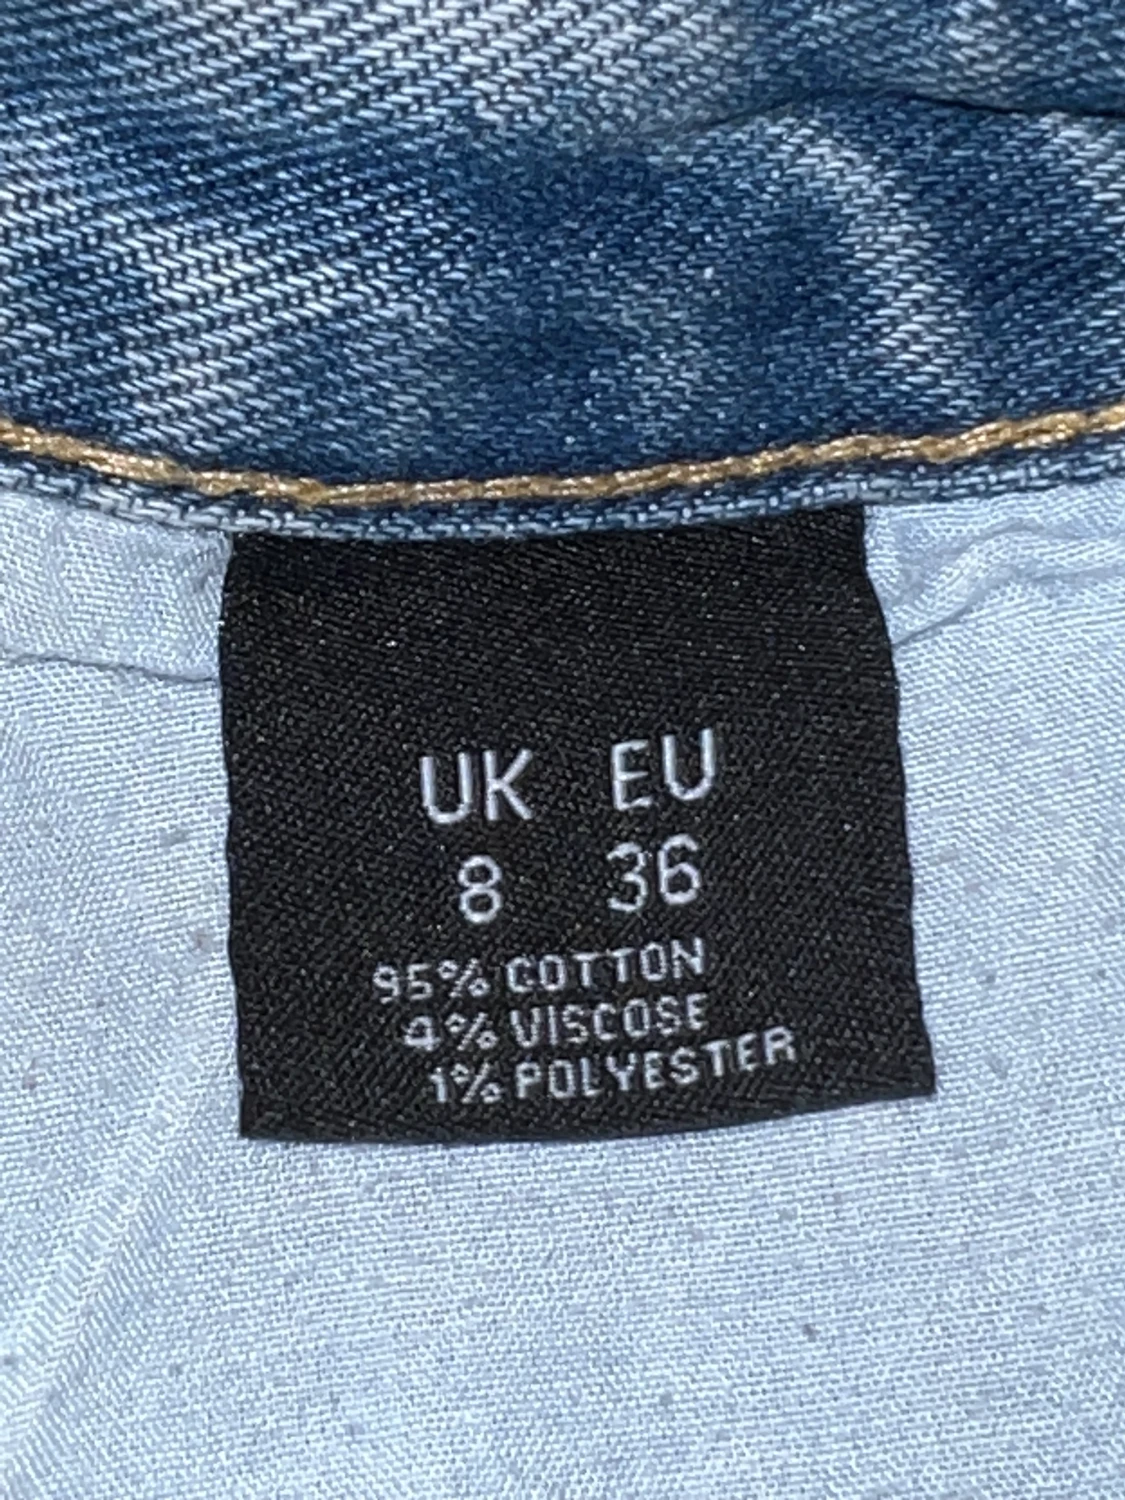 UK EU
8 36
95% COTTON
4% VISCOSE
1% POLYESTER